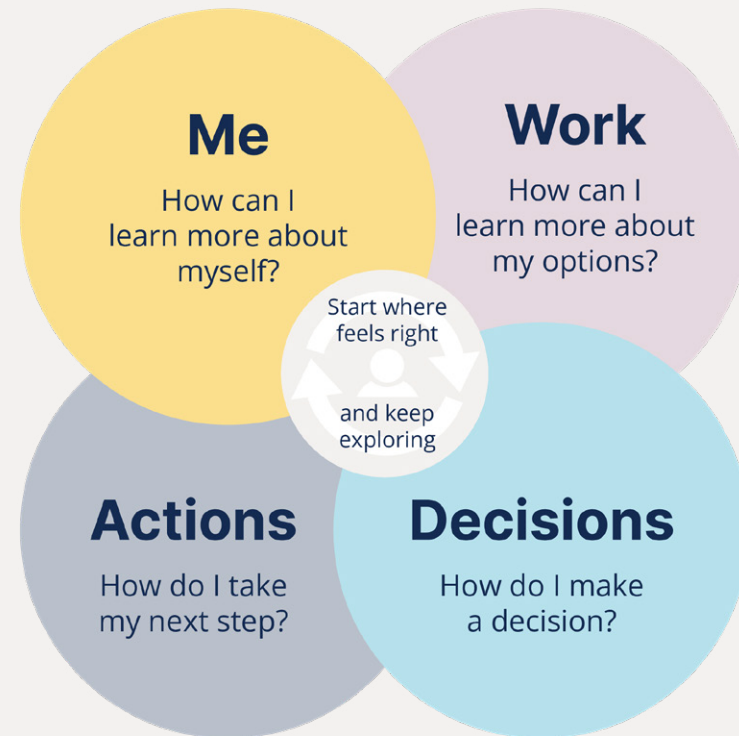 Me
How can I
learn more about
myself?
Work
How can I
learn more about
my options?
Start where
feels right
and keep
exploring
Actions
How do I take
my next step?
Decisions
How do I make
a decision?